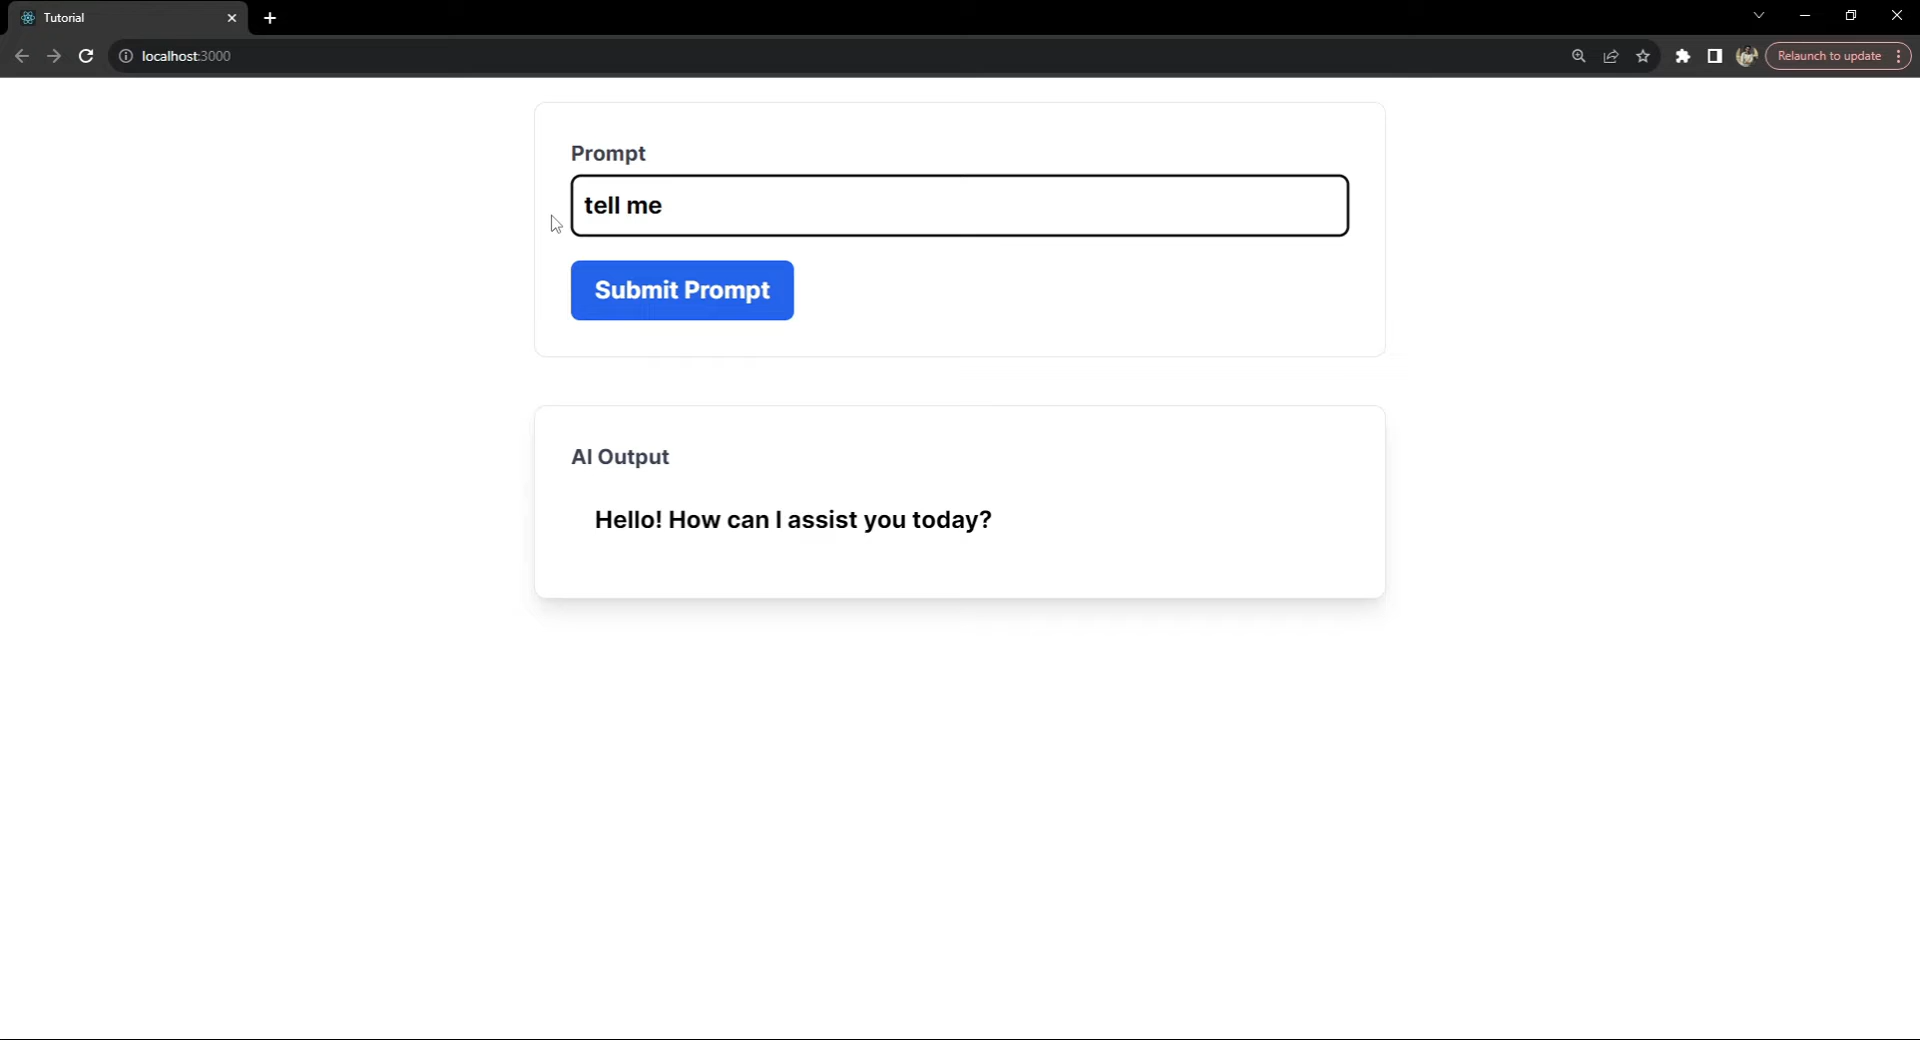 Tutorial
localhost:3000
Relaunch to update
Prompt
tell me
Submit Prompt
AI Output
Hello! How can I assist you today?